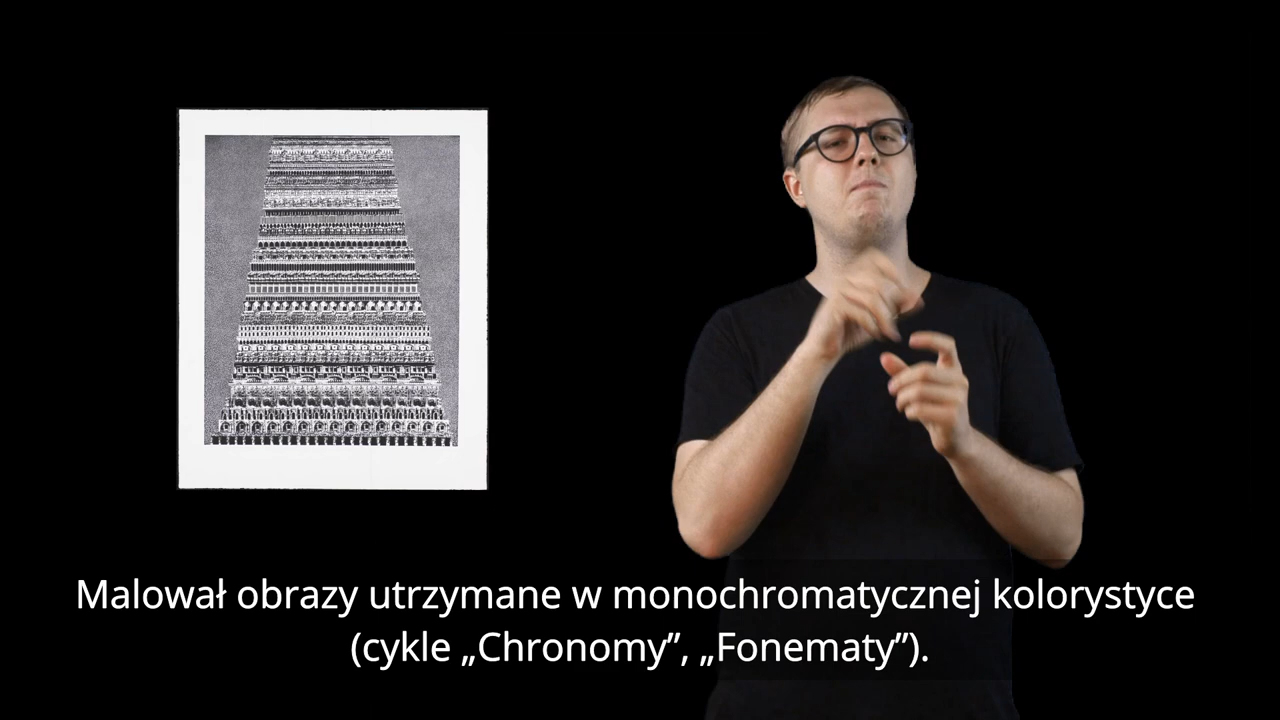 Malował obrazy utrzymane w monochromatycznej kolorystyce
(cykle „Chronomy”, „Fonematy”).